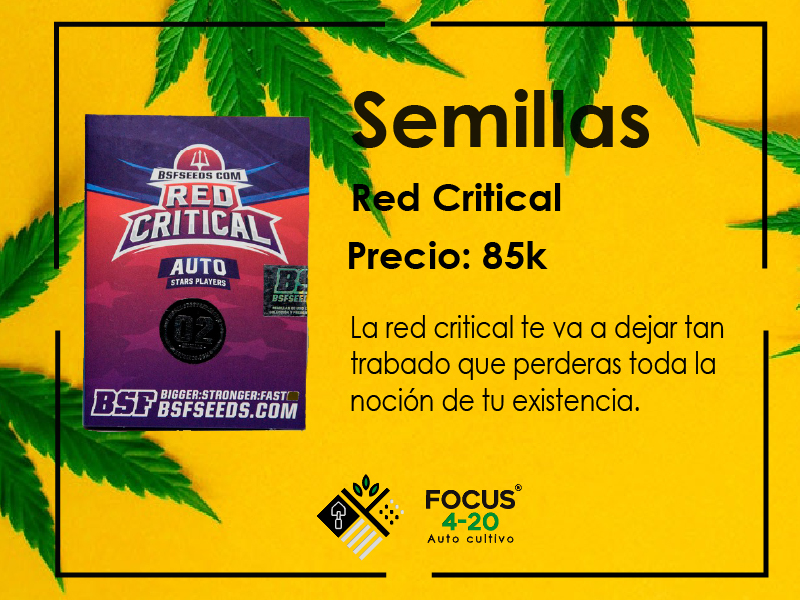 Semillas
Red Critical
Precio: 85k
La red critical te va a dejar tan
trabado que perderas toda la
noción de tu existencia.
BSFSEEDS.COM
RED
CRITICAL
AUTO
STARS PLAYERS
BSFSEEDS
02
BSF BIGGER:STRONGER:FAST
BSFSEEDS.COM
FOCUS®
4-20
Auto cultivo